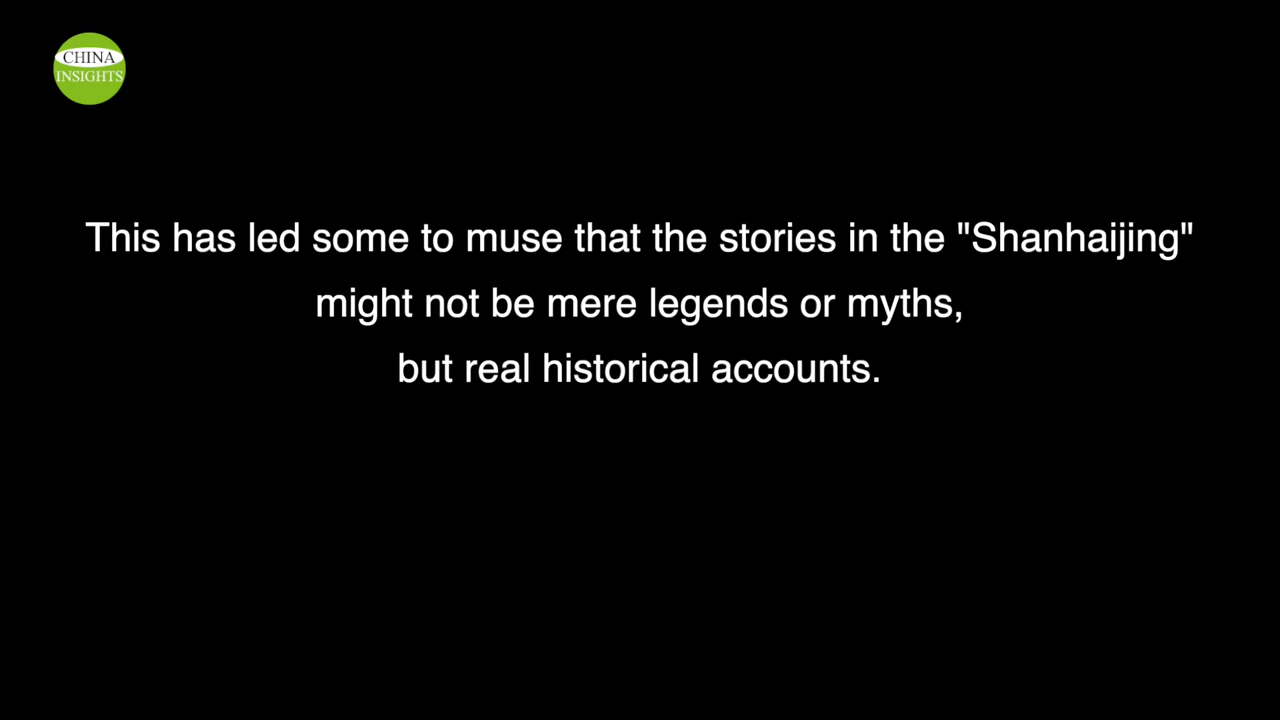 CHINA
INSIGHTS
This has led some to muse that the stories in the "Shanhaijing"
might not be mere legends or myths,
but real historical accounts.